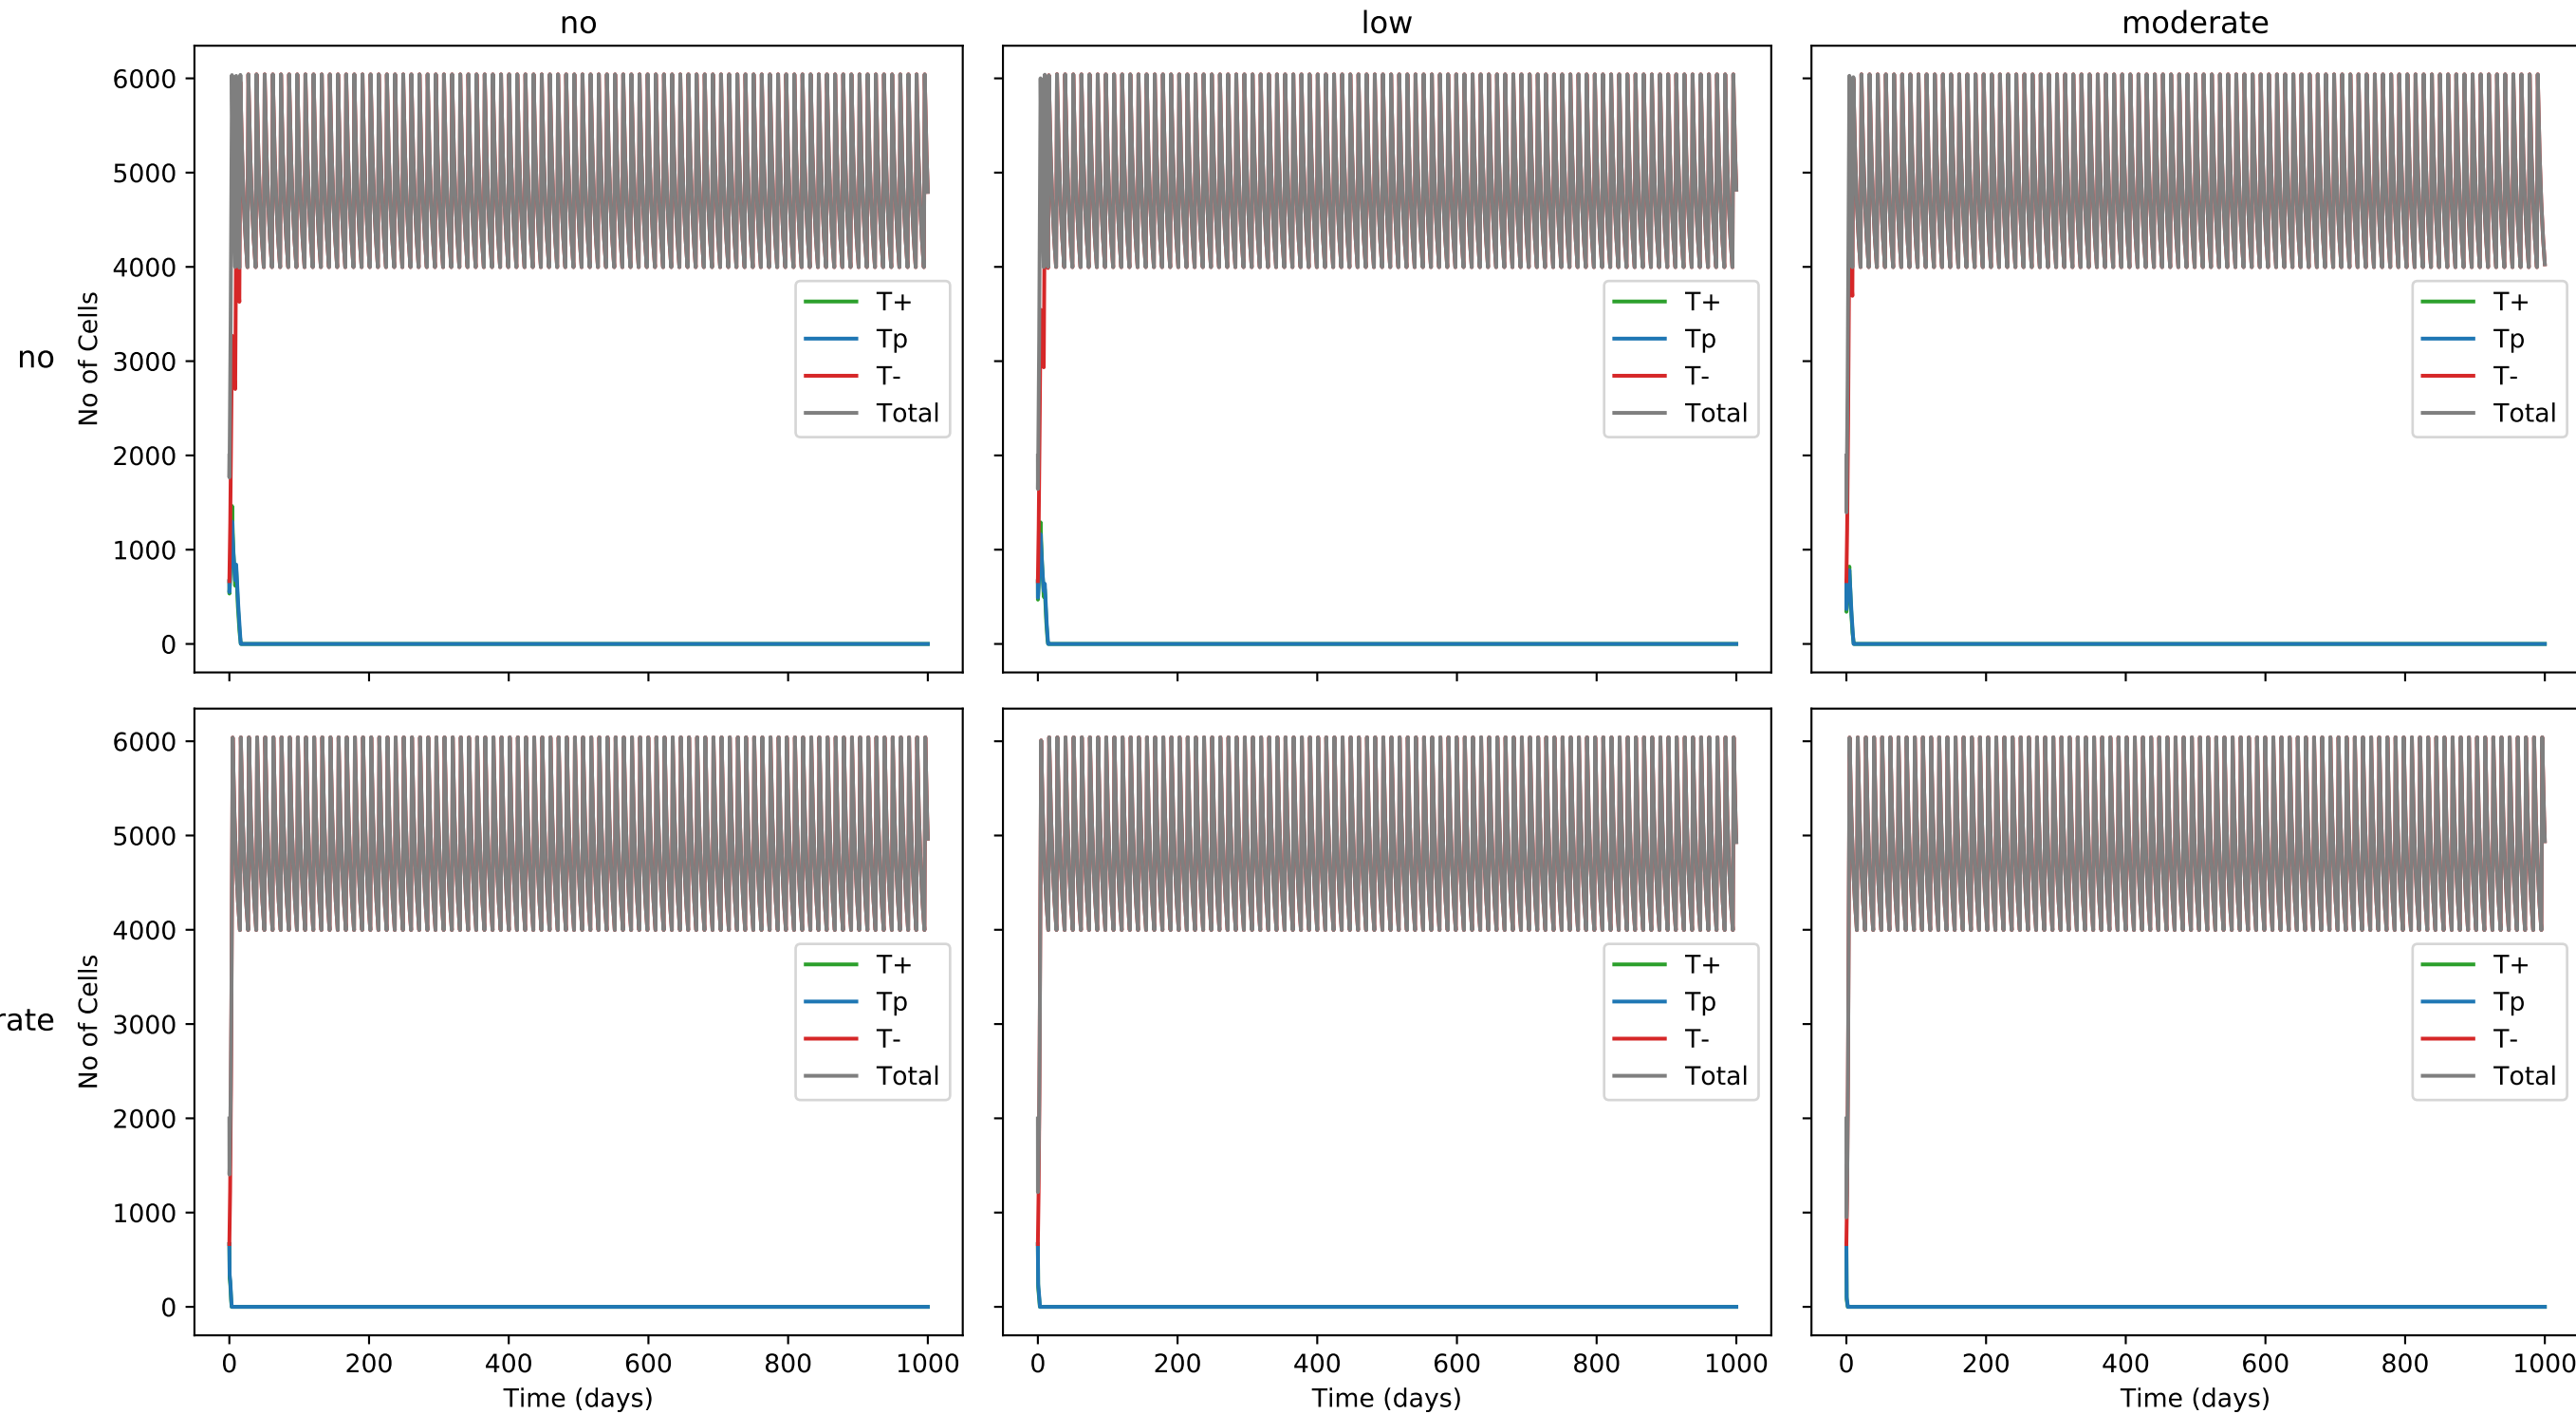 no low moderate
6000
5000
4000
3000
2000
1000
0
no
No of Cells
T+
Tp
T-
Total
T+
Tp
T-
Total
T+
Tp
T-
Total
6000
5000
4000
3000
2000
1000
0
rate
No of Cells
T+
Tp
T-
Total
T+
Tp
T-
Total
T+
Tp
T-
Total
0 200 400 600 800 1000
0 200 400 600 800 1000
0 200 400 600 800 1000
Time (days) Time (days) Time (days)